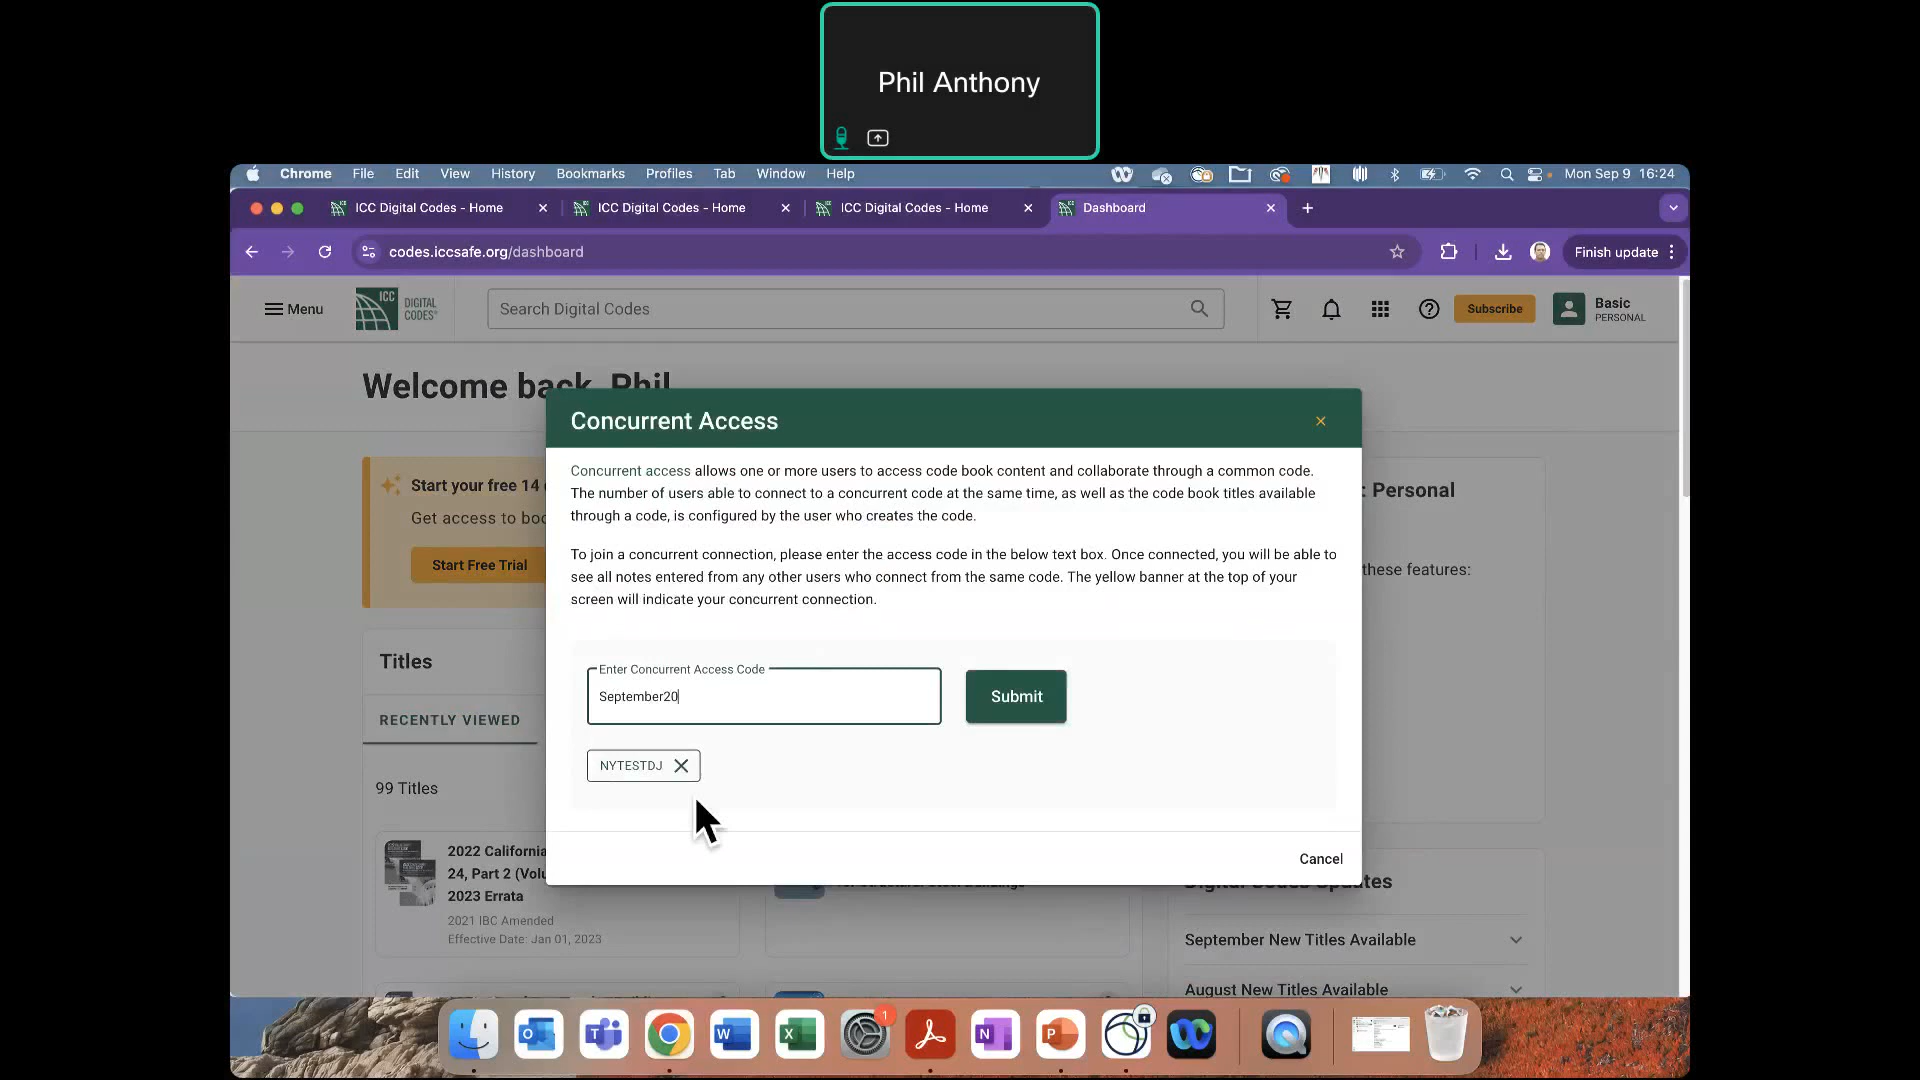 Phil Anthony
Chrome File Edit View History Bookmarks Profiles Tab Window Help Mon Sep 9 16:24
ICC Digital Codes - Home ICC Digital Codes - Home ICC Digital Codes - Home Dashboard
codes.iccsafe.org/dashboard Finish update
Menu ICC DIGITAL CODES Search Digital Codes Subscribe Basic
PERSONAL
Welcome back, Phil
Concurrent Access
Concurrent access allows one or more users to access code book content and collaborate through a common code.
The number of users able to connect to a concurrent code at the same time, as well as the code book titles available
through a code, is configured by the user who creates the code.
To join a concurrent connection, please enter the access code in the below text box. Once connected, you will be able to
see all notes entered from any other users who connect from the same code. The yellow banner at the top of your
screen will indicate your concurrent connection.
Enter Concurrent Access Code
September20
Submit
NYTESTDJ
Cancel
Start your free 14
Get access to boo
Start Free Trial
: Personal
these features:
Titles
RECENTLY VIEWED
99 Titles
2022 California
24, Part 2 (Volu
2023 Errata
2021 IBC Amended
Effective Date: Jan 01, 2023
Digital Codes Updates
September New Titles Available
August New Titles Available
1